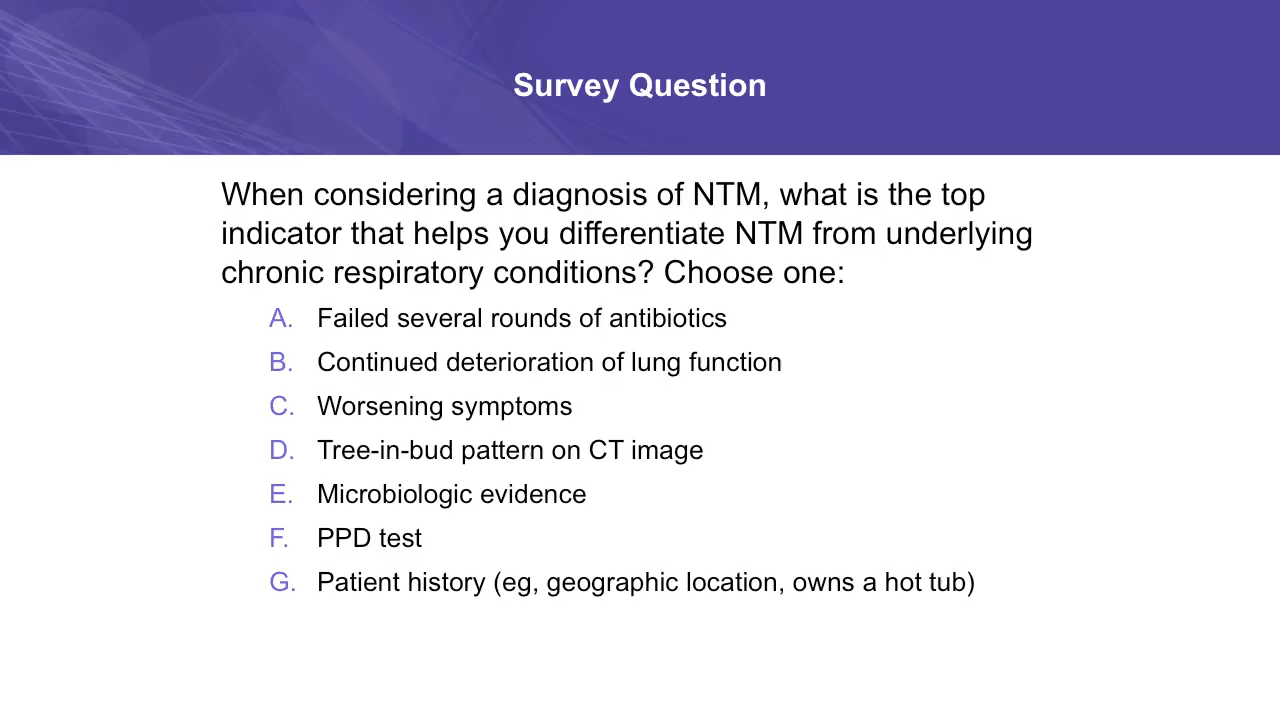 Survey Question
When considering a diagnosis of NTM, what is the top
indicator that helps you differentiate NTM from underlying
chronic respiratory conditions? Choose one:
A. Failed several rounds of antibiotics
B. Continued deterioration of lung function
C. Worsening symptoms
D. Tree-in-bud pattern on CT image
E. Microbiologic evidence
F. PPD test
G. Patient history (eg, geographic location, owns a hot tub)